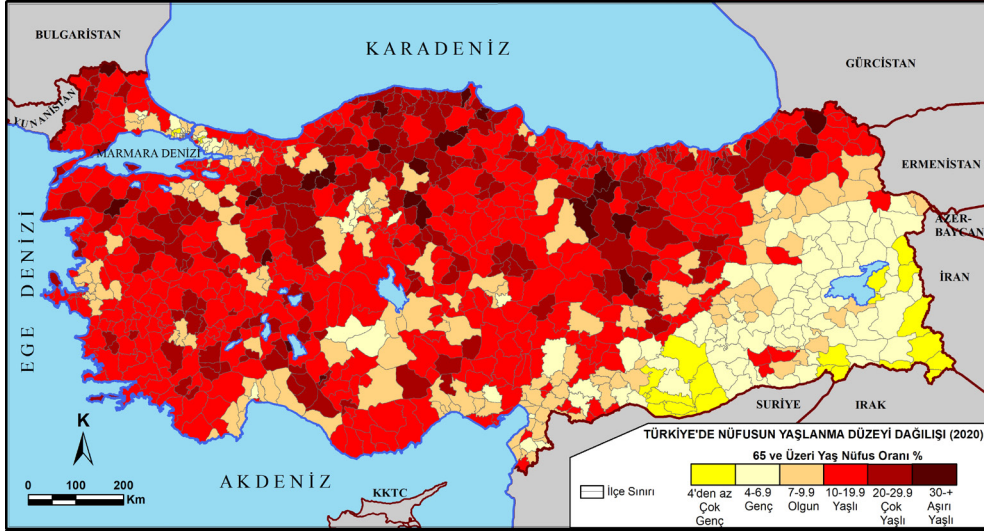 BULGARİSTAN
KARADENİZ
GÜRCİSTAN
YUNANİSTAN
MARMARA DENİZİ
ERMENİSTAN
AZER-
BAYCAN
İRAN
EGE DENİZİ
K
0 50 100 200
Km
AKDENİZ
KKTC
SURİYE
IRAK
TÜRKİYE'DE NÜFUSUN YAŞLANMA DÜZEYİ DAĞILIŞI (2020)
65 ve Üzeri Yaş Nüfus Oranı %
İlçe Sınırı
4'den az 4-6.9 7-9.9 10-19.9 20-29.9 30-+
Çok Genç Olgun Yaşlı Çok Aşırı
Genç Yaşlı Yaşlı